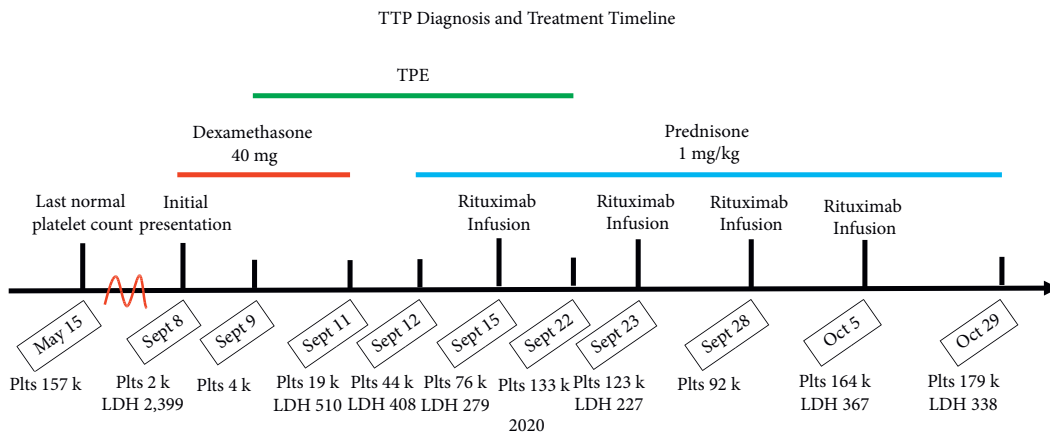 TTP Diagnosis and Treatment Timeline
TPE
Dexamethasone
40 mg
Prednisone
1 mg/kg
Last normal
platelet count
Initial
presentation
Rituximab
Infusion
Rituximab
Infusion
Rituximab
Infusion
Rituximab
Infusion
May 15
Sept 8
Sept 9
Sept 11
Sept 12
Sept 15
Sept 22
Sept 23
Sept 28
Oct 5
Oct 29
Plts 157 k
Plts 2 k
LDH 2,399
Plts 4 k
Plts 19 k
LDH 510
Plts 44 k
LDH 408
Plts 76 k
LDH 279
Plts 133 k
Plts 123 k
LDH 227
Plts 92 k
Plts 164 k
LDH 367
Plts 179 k
LDH 338
2020